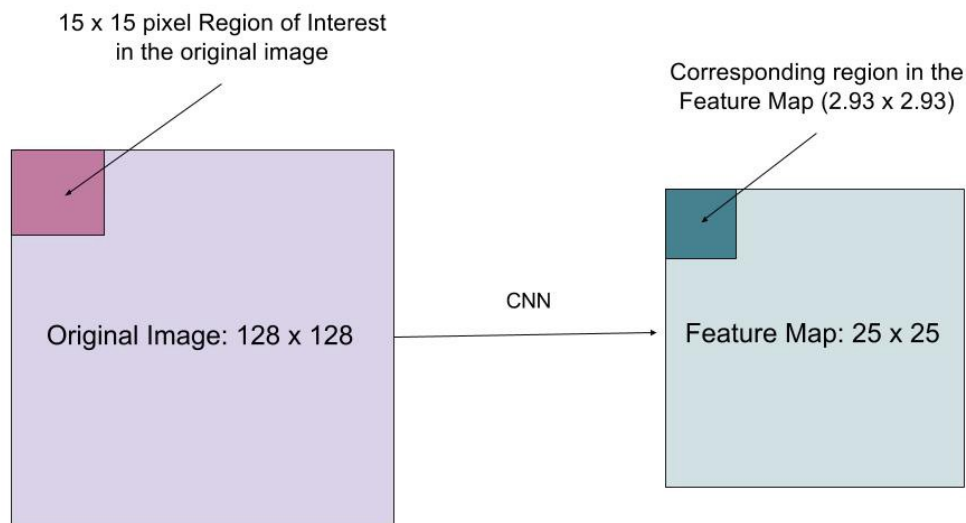 15 x 15 pixel Region of Interest
in the original image
Corresponding region in the
Feature Map (2.93 x 2.93)
CNN
Original Image: 128 x 128
Feature Map: 25 x 25